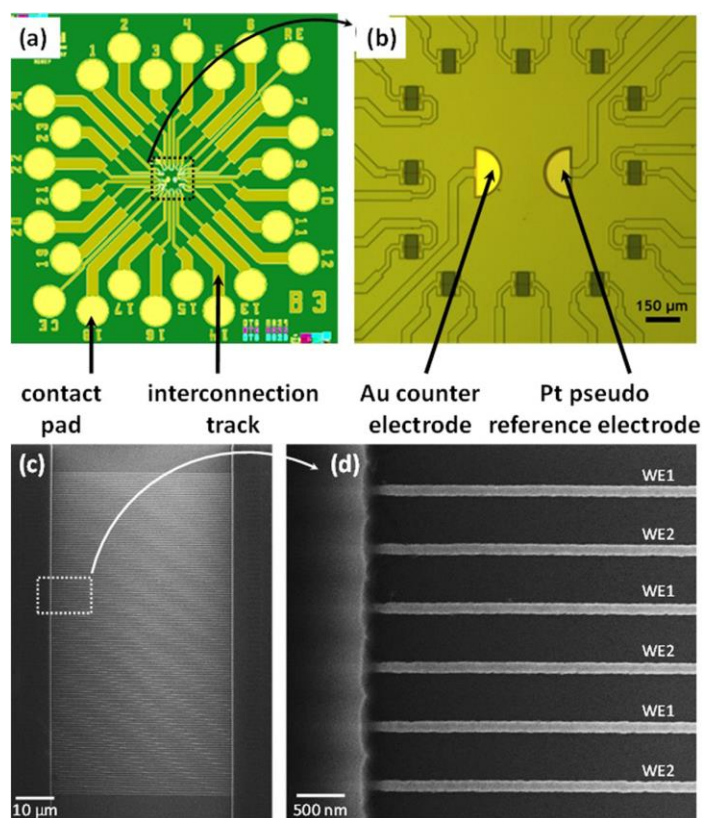 (a)
1
2
3
4
5
6
RE
7
8
9
10
11
12
13
14
15
16
17
18
CE
19
20
21
22
23
24
B 3
(b)
150 µm
contact
pad
interconnection
track
Au counter
electrode
Pt pseudo
reference electrode
(c)
10 µm
(d)
WE1
WE2
WE1
WE2
WE1
WE2
500 nm